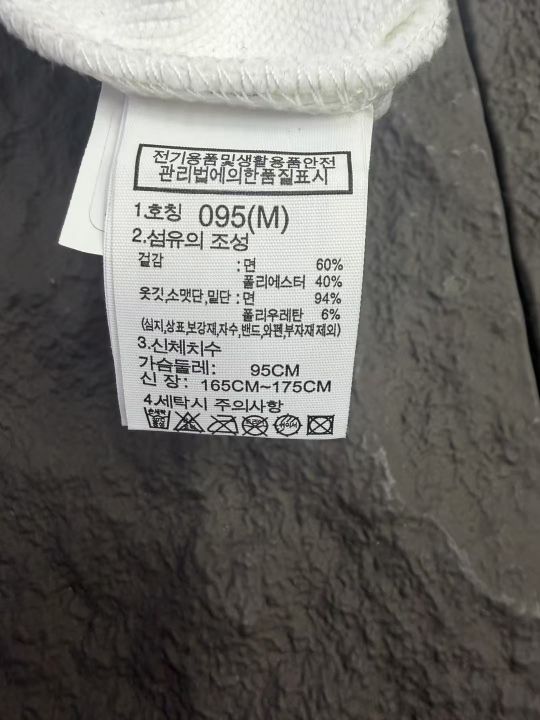 전기용품및생활용품안전
관리법에의한품질표시
1.호칭 095(M)
2.섬유의 조성
겉감 :면 60%
폴리에스터 40%
옷깃,소맷단,밑단 :면 94%
폴리우레탄 6%
(심지,상표,보강재,자수,밴드,와펜,부자재제외)
3.신체치수
가슴둘레: 95CM
신 장: 165CM~175CM
4.세탁시 주의사항
손세탁